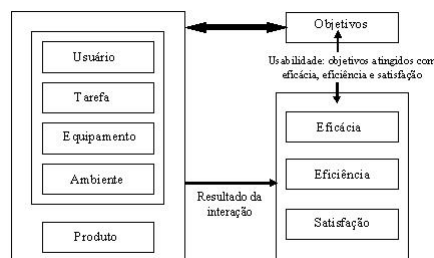 Objetivos
Usabilidade: objetivos atingidos com
eficácia, eficiência e satisfação
Usuário
Tarefa
Equipamento
Ambiente
Produto
Resultado da
interação
Eficácia
Eficiência
Satisfação